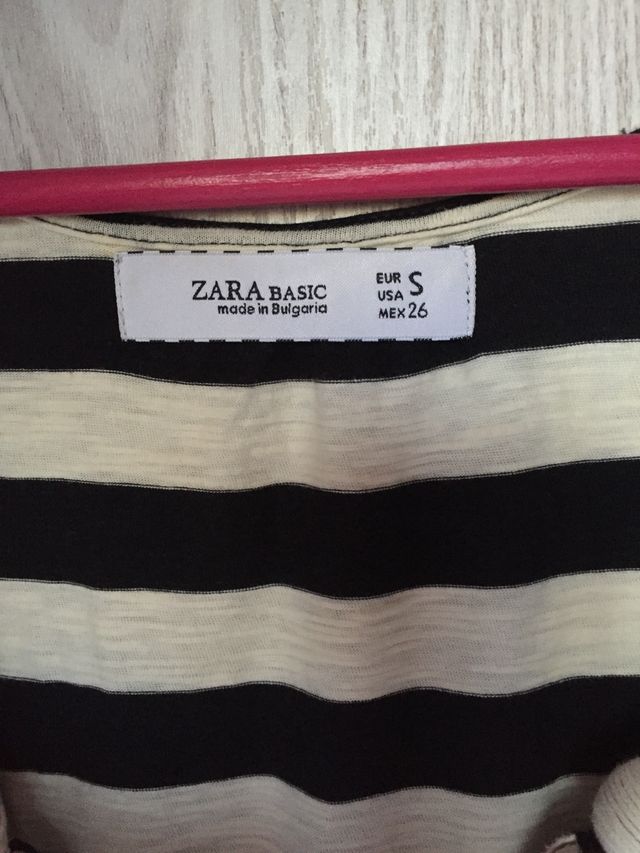 ZARA BASIC
made in Bulgaria
EUR S
USA
MEX 26